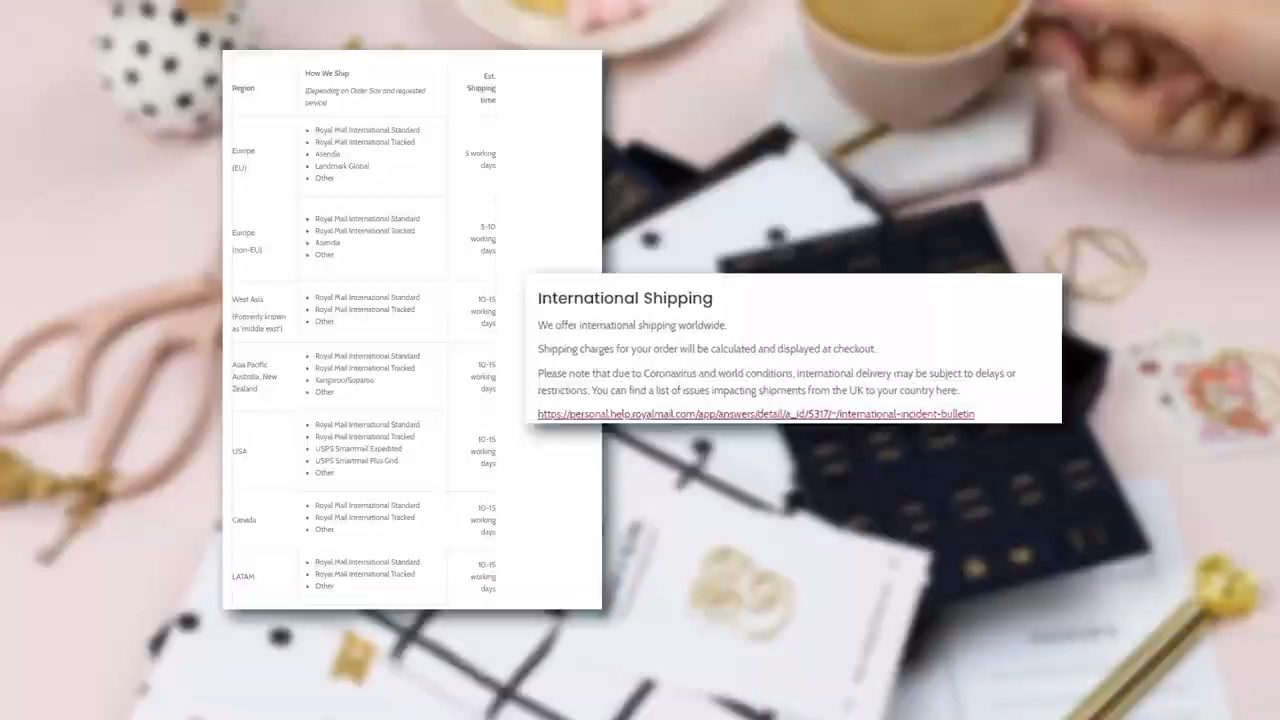 Region
How We Ship
(Depending on Order Size and requested
service)
Est.
Shipping
time
Europe
(EU)
Royal Mail International Standard
Royal Mail International Tracked
Asendia
Landmark Global
Other
5 working
days
Europe
(non-EU)
Royal Mail International Standard
Royal Mail International Tracked
Asendia
Other
5-10
working
days
West Asia
(Formerly known
as 'middle east')
Royal Mail International Standard
Royal Mail International Tracked
Other
10-15
working
days
Asia Pacific
Australia, New
Zealand
Royal Mail International Standard
Royal Mail International Tracked
Kangaroo/Soparoo
Other
10-15
working
days
USA
Royal Mail International Standard
Royal Mail International Tracked
USPS Smartmail Expedited
USPS Smartmail Plus Gnd
Other
10-15
working
days
Canada
Royal Mail International Standard
Royal Mail International Tracked
Other
10-15
working
days
LATAM
Royal Mail International Standard
Royal Mail International Tracked
Other
10-15
working
days
International Shipping
We offer international shipping worldwide.
Shipping charges for your order will be calculated and displayed at checkout.
Please note that due to Coronavirus and world conditions, international delivery may be subject to delays or
restrictions. You can find a list of issues impacting shipments from the UK to your country here:
https://personal.help.royalmail.com/app/answers/detail/a_id/5317/~/international-incident-bulletin